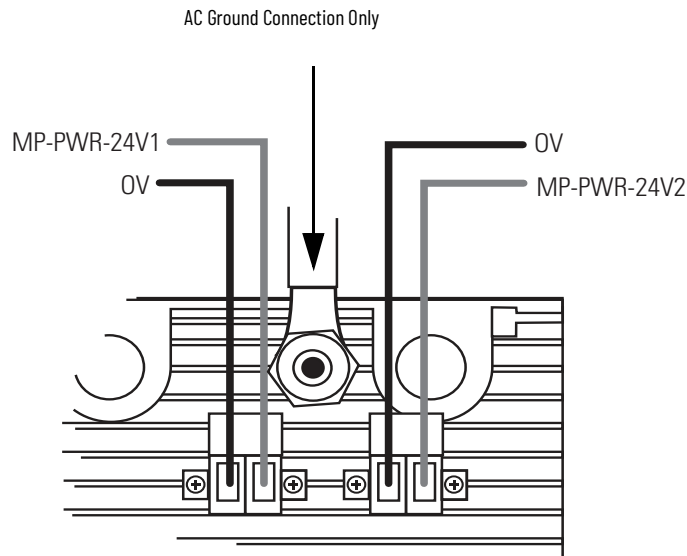 AC Ground Connection Only
MP-PWR-24V1
0V
0V
MP-PWR-24V2